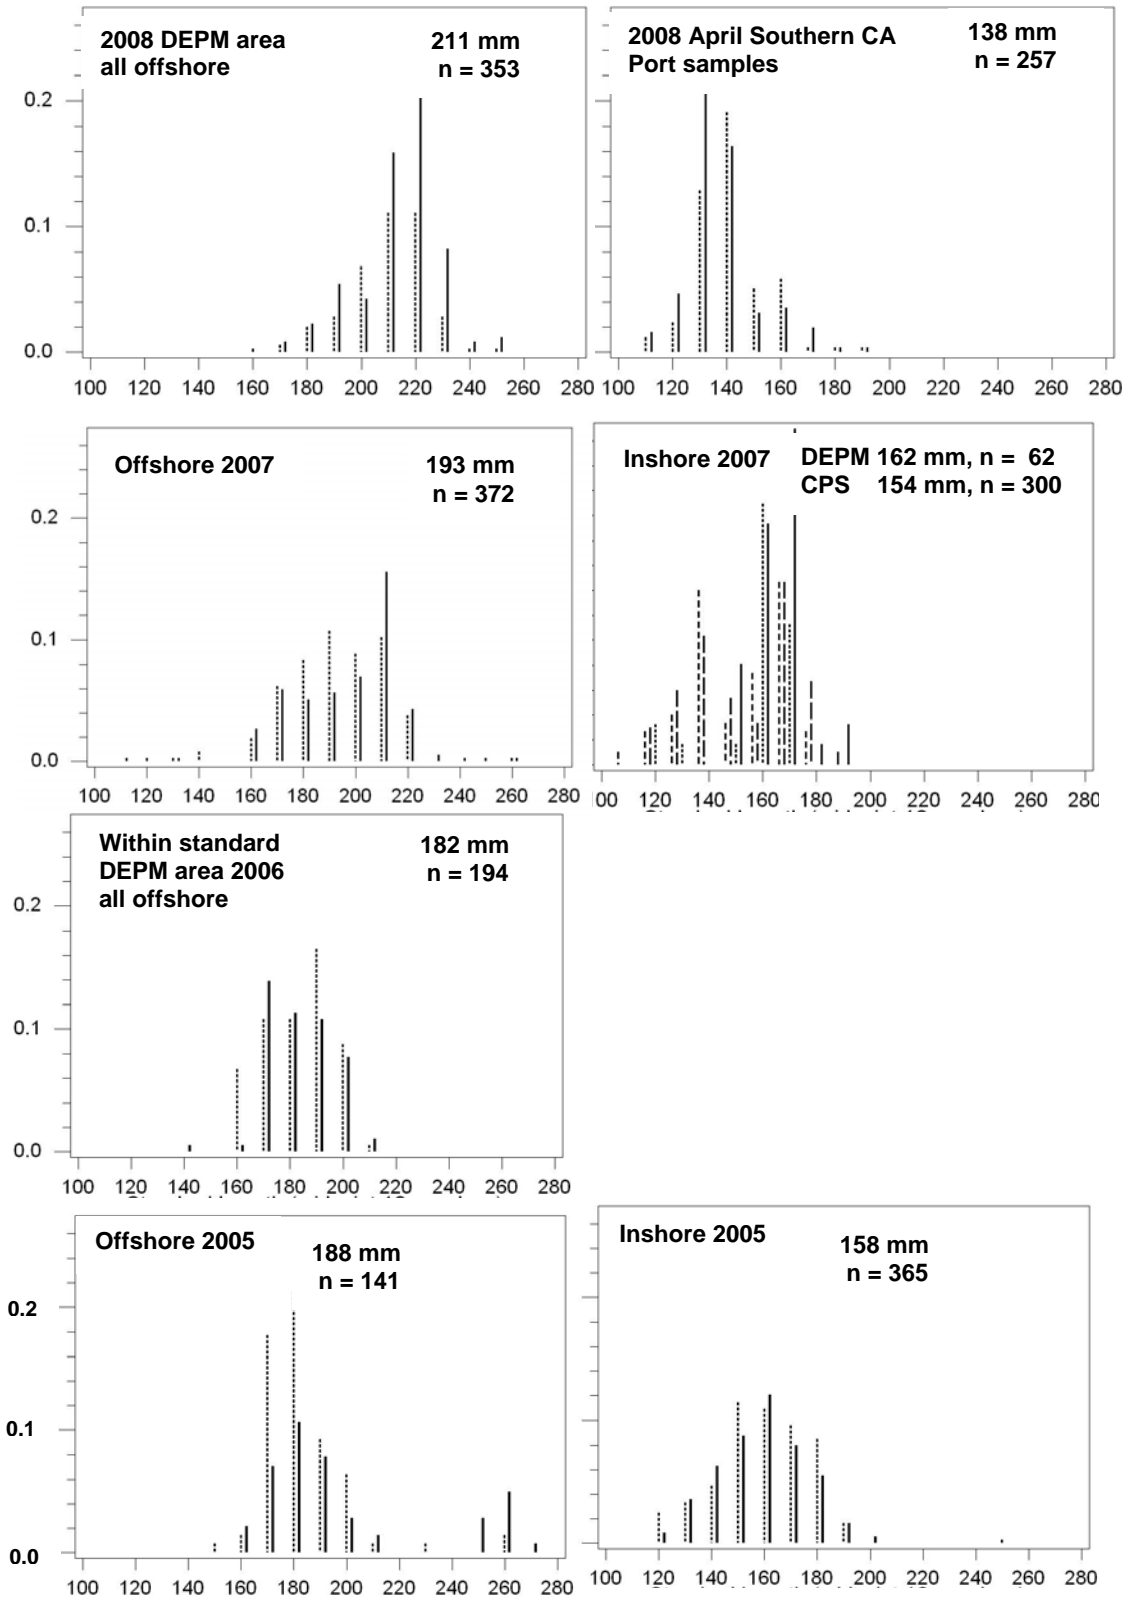 2008 DEPM area
all offshore
211 mm
n = 353
0.2
0.1
0.0
100 120 140 160 180 200 220 240 260 280
2008 April Southern CA
Port samples
138 mm
n = 257
100 120 140 160 180 200 220 240 260 280
Offshore 2007
193 mm
n = 372
0.2
0.1
0.0
100 120 140 160 180 200 220 240 260 280
Inshore 2007
DEPM 162 mm, n = 62
CPS 154 mm, n = 300
00 120 140 160 180 200 220 240 260 280
Within standard
DEPM area 2006
all offshore
182 mm
n = 194
0.2
0.1
0.0
100 120 140 160 180 200 220 240 260 280
Offshore 2005
188 mm
n = 141
0.2
0.1
0.0
100 120 140 160 180 200 220 240 260 280
Inshore 2005
158 mm
n = 365
100 120 140 160 180 200 220 240 260 280